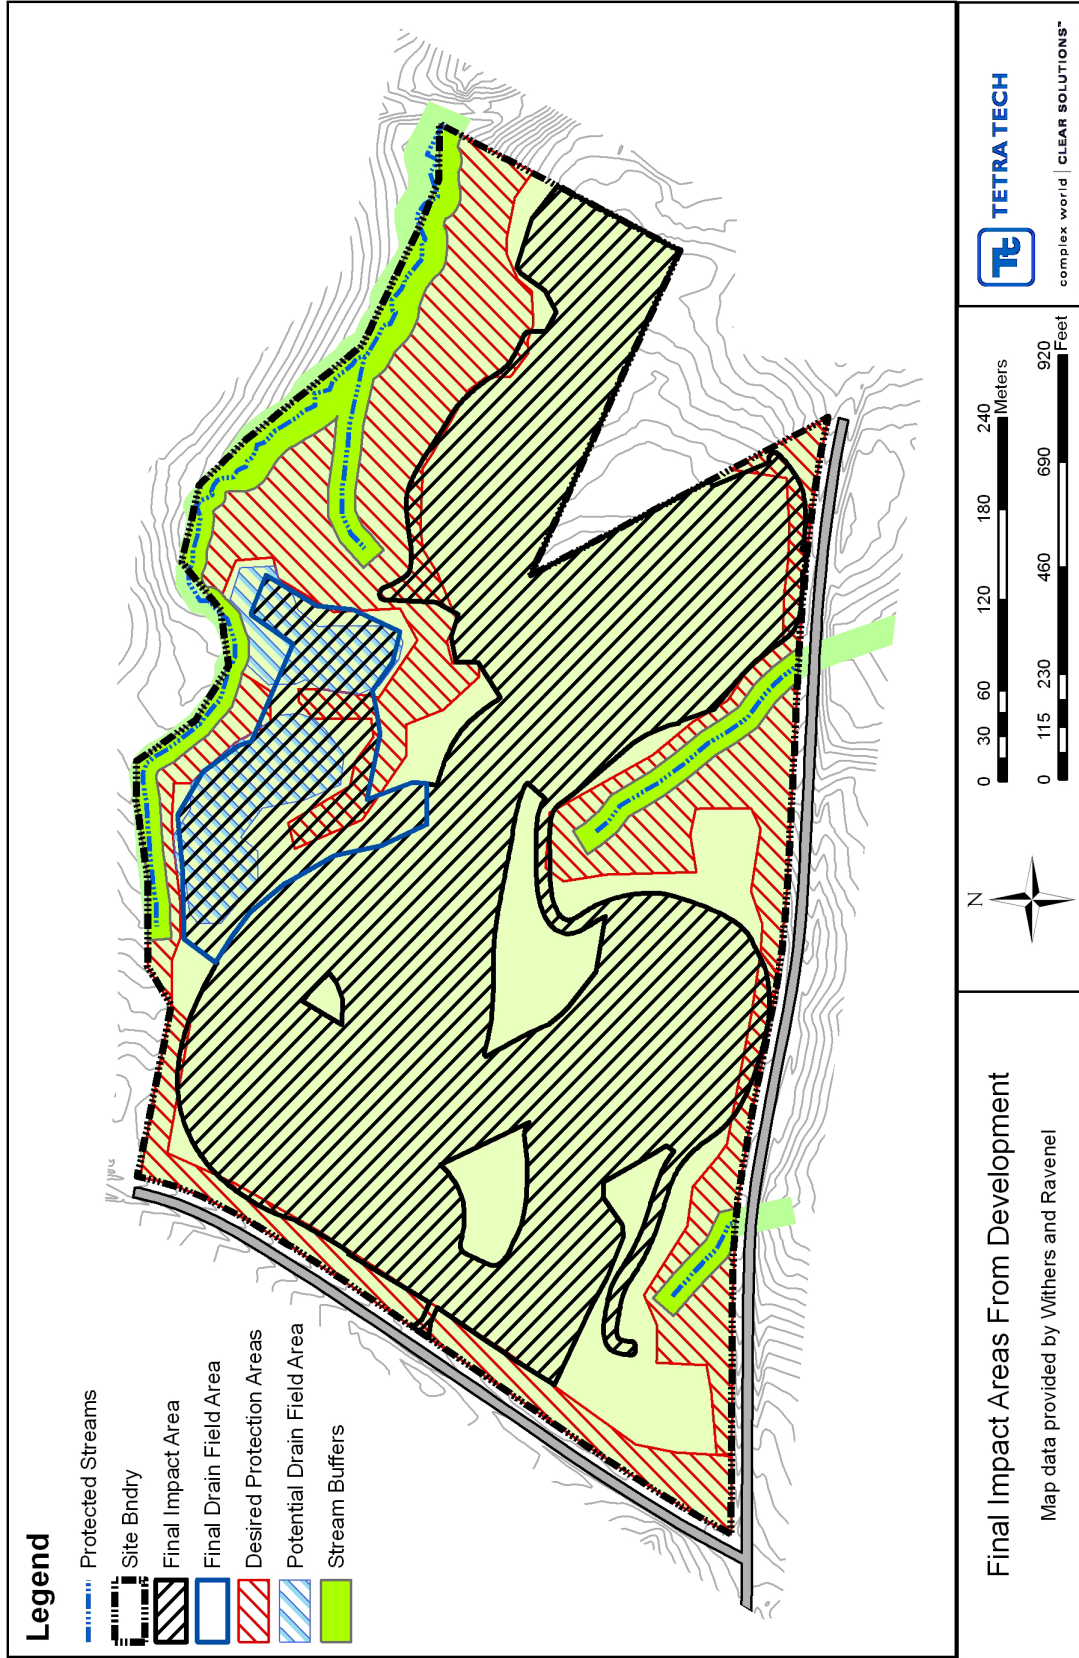 Legend
Protected Streams
Site Bndry
Final Impact Area
Final Drain Field Area
Desired Protection Areas
Potential Drain Field Area
Stream Buffers
Final Impact Areas From Development
Map data provided by Withers and Ravenel
N
0 30 60 120 180 240
Meters
0 115 230 460 690 920
Feet
Tt TETRA TECH
complex world | CLEAR SOLUTIONS™